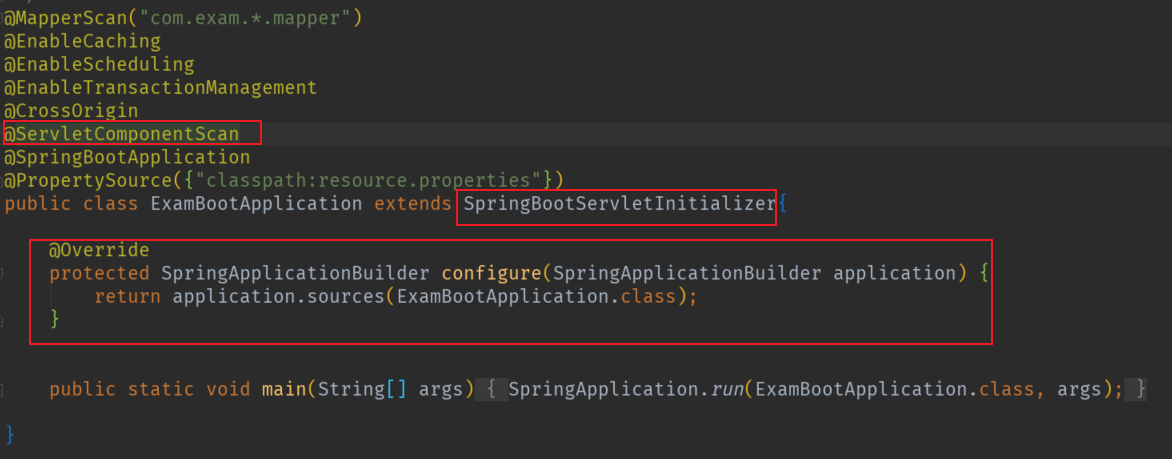 @MapperScan("com.exam.*.mapper")
@EnableCaching
@EnableScheduling
@EnableTransactionManagement
@CrossOrigin
@ServletComponentScan
@SpringBootApplication
@PropertySource({"classpath:resource.properties"})
public class ExamBootApplication extends SpringBootServletInitializer{
@Override
protected SpringApplicationBuilder configure(SpringApplicationBuilder application) {
return application.sources(ExamBootApplication.class);
}
public static void main(String[] args) { SpringApplication.run(ExamBootApplication.class, args); }
}